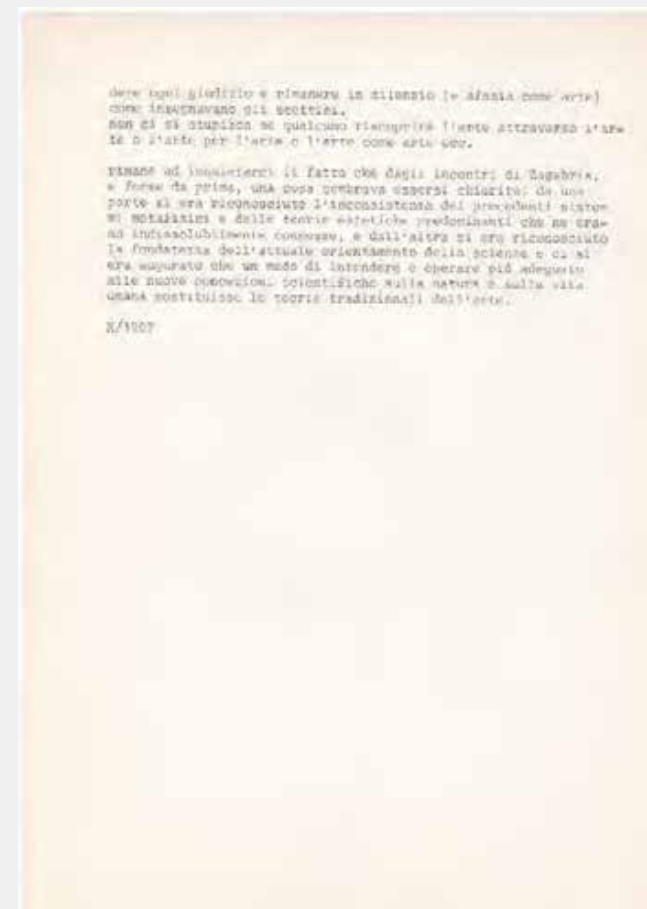 dere ogni giudizio e rimanere in silenzio (= afasia come arte)
come insegnavano gli scettici.
non ci si stupisca se qualcuno riscoprirà l'arte attraverso l'ar
te o l'arte per l'arte o l'arte come arte ecc.
rimane ad inquietarci il fatto che dagli incontri di Zagabria,
e forse da prima, una cosa sembrava essersi chiarita: da una
parte si era riconosciuto l'inconsistenza dei precedenti siste-
mi metafisici e delle teorie estetiche predominanti che ne era-
no indissolubilmente connesse, e dall'altra si era riconosciuto
la fondatezza dell'attuale orientamento della scienza e ci si
era augurato che un modo di intendere e operare più adeguato
alle nuove concezioni scientifiche sulla natura e sulla vita
umana sostituisse le teorie tradizionali dell'arte.
X/1967